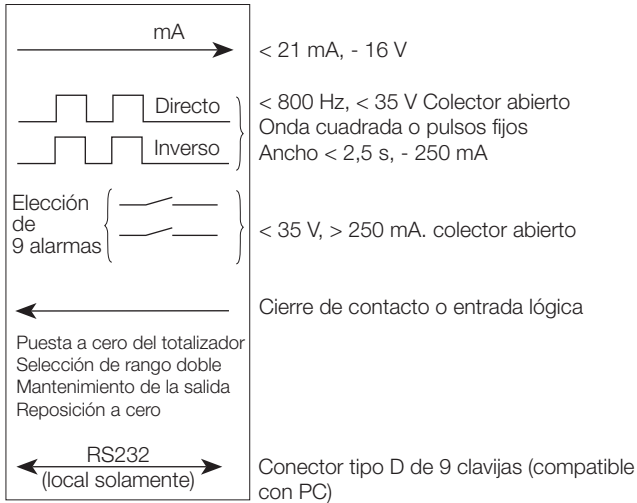 mA
< 21 mA, - 16 V
Directo
Inverso
< 800 Hz, < 35 V Colector abierto
Onda cuadrada o pulsos fijos
Ancho < 2,5 s, - 250 mA
Elección
de
9 alarmas
< 35 V, > 250 mA. colector abierto
Cierre de contacto o entrada lógica
Puesta a cero del totalizador
Selección de rango doble
Mantenimiento de la salida
Reposición a cero
RS232
(local solamente)
Conector tipo D de 9 clavijas (compatible
con PC)